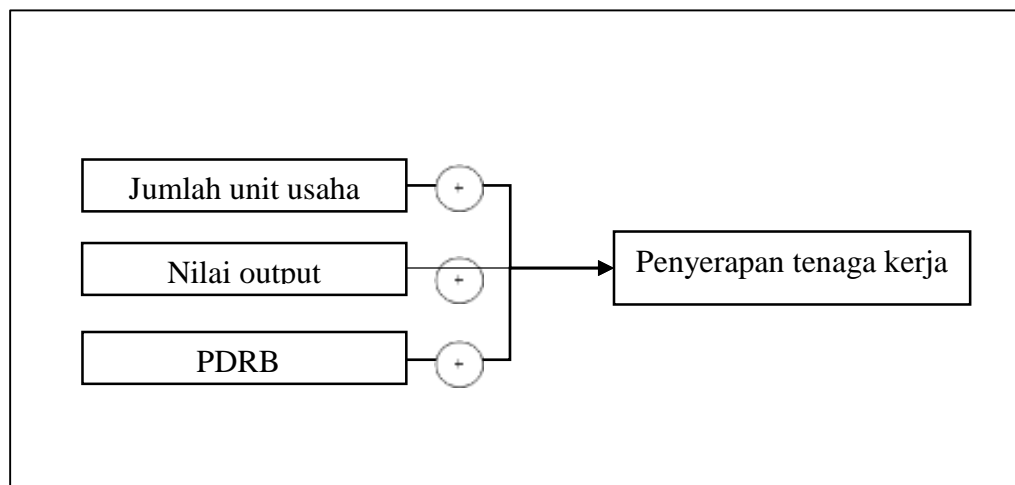 Jumlah unit usaha
+
Nilai output
+
PDRB
+
Penyerapan tenaga kerja